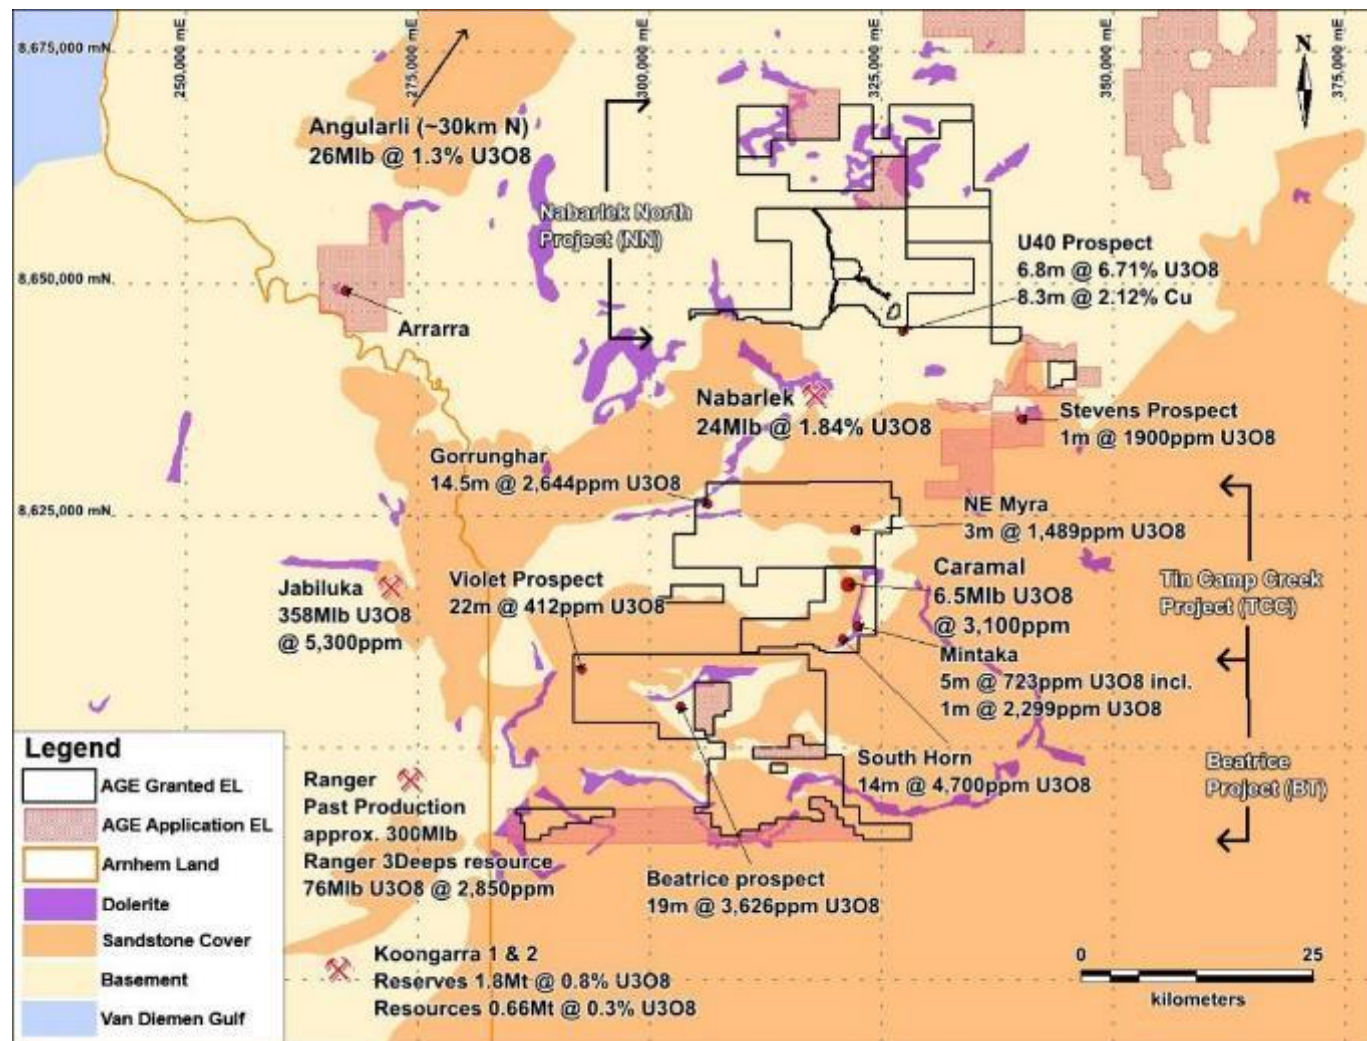 250,000 mE
275,000 mE
300,000 mE
325,000 mE
350,000 mE
375,000 mE
N
8,675,000 mN
Angularli (~30km N)
26Mlb @ 1.3% U3O8
Nabarlek North
Project (NN)
U40 Prospect
6.8m @ 6.71% U3O8
8.3m @ 2.12% Cu
8,650,000 mN
Arrarra
Nabarlek
24Mlb @ 1.84% U3O8
Stevens Prospect
1m @ 1900ppm U3O8
Gorrunghar
14.5m @ 2,644ppm U3O8
8,625,000 mN
NE Myra
3m @ 1,489ppm U3O8
Jabiluka
358Mlb U3O8
@ 5,300ppm
Violet Prospect
22m @ 412ppm U3O8
Caramal
6.5Mlb U3O8
@ 3,100ppm
Tin Camp Creek
Project (TCC)
Mintaka
5m @ 723ppm U3O8 incl.
1m @ 2,299ppm U3O8
South Horn
14m @ 4,700ppm U3O8
Beatrice
Project (BT)
Ranger
Past Production
approx. 300Mlb
Ranger 3Deeps resource
76Mlb U3O8 @ 2,850ppm
Beatrice prospect
19m @ 3,626ppm U3O8
Koongarra 1 & 2
Reserves 1.8Mt @ 0.8% U3O8
Resources 0.66Mt @ 0.3% U3O8
Legend
AGE Granted EL
AGE Application EL
Arnhem Land
Dolerite
Sandstone Cover
Basement
Van Diemen Gulf
0 25
kilometers